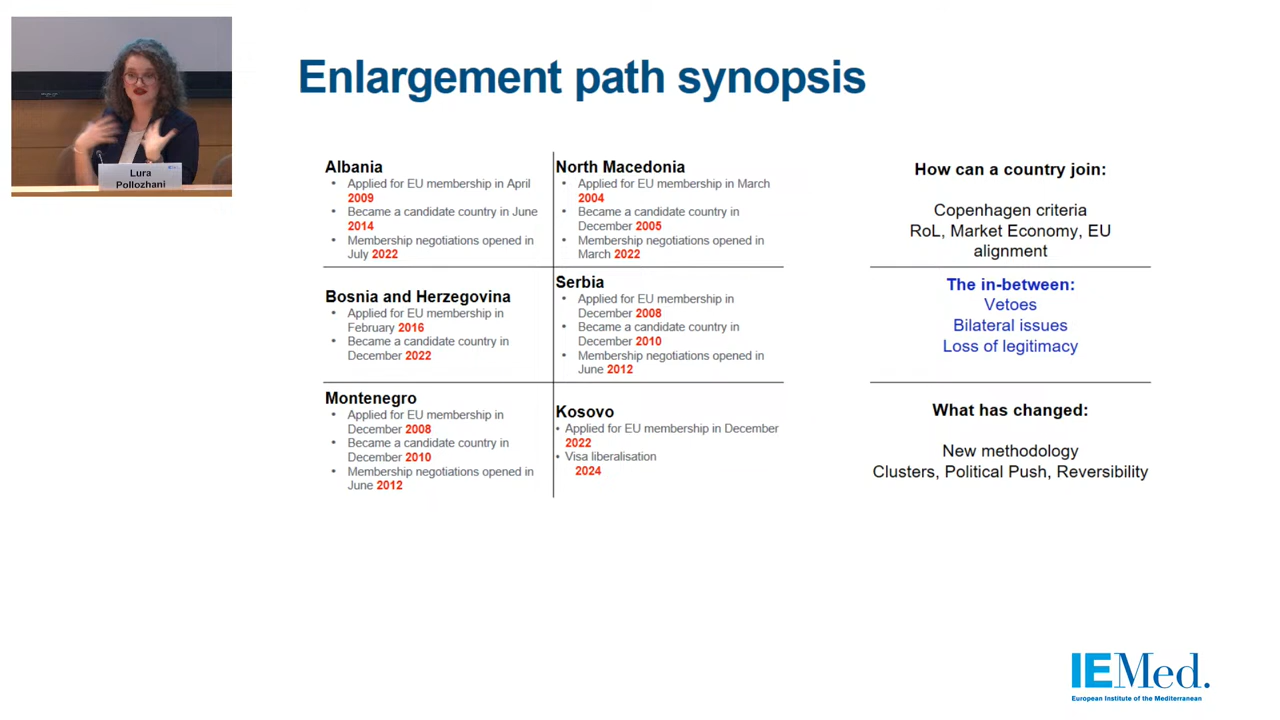 Enlargement path synopsis
Lura
Pollozhani
Albania
• Applied for EU membership in April
2009
• Became a candidate country in June
2014
• Membership negotiations opened in
July 2022
North Macedonia
• Applied for EU membership in March
2004
• Became a candidate country in
December 2005
• Membership negotiations opened in
March 2022
Bosnia and Herzegovina
• Applied for EU membership in
February 2016
• Became a candidate country in
December 2022
Serbia
• Applied for EU membership in
December 2008
• Became a candidate country in
December 2010
• Membership negotiations opened in
June 2012
Montenegro
• Applied for EU membership in
December 2008
• Became a candidate country in
December 2010
• Membership negotiations opened in
June 2012
Kosovo
• Applied for EU membership in December
2022
• Visa liberalisation
2024
How can a country join:
Copenhagen criteria
RoL, Market Economy, EU
alignment
The in-between:
Vetoes
Bilateral issues
Loss of legitimacy
What has changed:
New methodology
Clusters, Political Push, Reversibility
IEMed.
European Institute of the Mediterranean